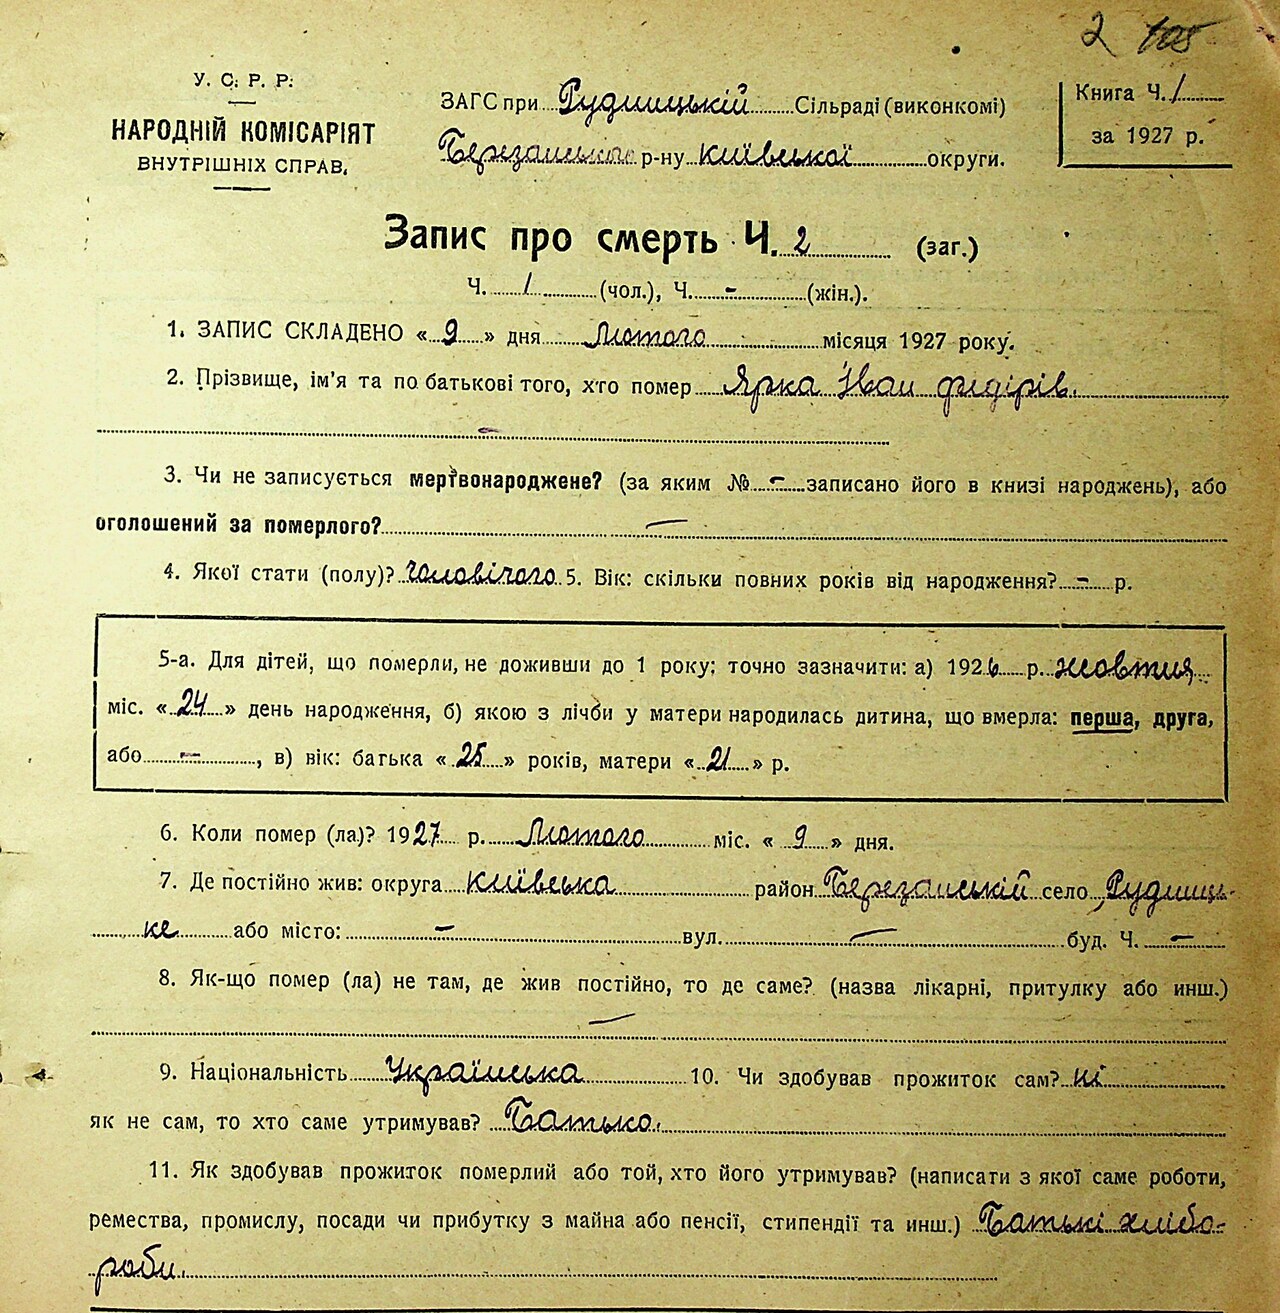 2 105
У. С. Р. Р.
НАРОДНІЙ КОМІСАРІЯТ
ВНУТРІШНІХ СПРАВ.
ЗАГС при Рудницькій Сільраді (виконкомі)
Березанського р-ну Київської округи.
Книга Ч. 1
за 1927 р.
Запис про смерть Ч. 2 (заг.)
Ч. 1 (чол.), Ч. - (жін.).
1. ЗАПИС СКЛАДЕНО « 9 » дня Лютого місяця 1927 року.
2. Прізвище, ім'я та по батькові того, хто помер Ярка Іван Федірів.
3. Чи не записується мертвонароджене? (за яким № - записано його в книзі народжень), або
оголошений за померлого? —
4. Якої стати (полу)? Чоловічого 5. Вік: скільки повних років від народження? - р.
5-а. Для дітей, що померли, не доживши до 1 року; точно зазначити: а) 1926 р. жовтня
міс. « 24 » день народження, б) якою з лічби у матери народилась дитина, що вмерла: перша, друга,
або - , в) вік: батька « 25 » років, матери « 21 » р.
6. Коли помер (ла)? 1927 р. Лютого міс. « 9 » дня.
7. Де постійно жив: округа Київська район Березанській село Рудниць-
ке або місто: - вул. — буд. Ч. -
8. Як-що помер (ла) не там, де жив постійно, то де саме? (назва лікарні, притулку або инш.)
—
9. Національність Українська 10. Чи здобував прожиток сам? ні
як не сам, то хто саме утримував? Батько.
11. Як здобував прожиток померлий або той, хто його утримував? (написати з якої саме роботи,
ремества, промислу, посади чи прибутку з майна або пенсії, стипендії та инш.) Батькі хлібо-
роби.